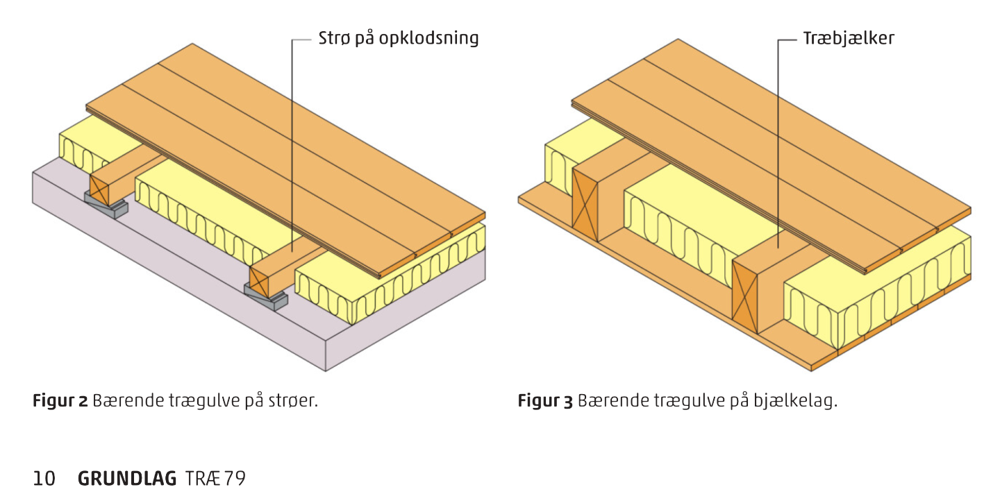 Strø på opklodsning
Træbjælker
Figur 2 Bærende trægulve på strøer.
Figur 3 Bærende trægulve på bjælkelag.
10 GRUNDLAG TRÆ 79